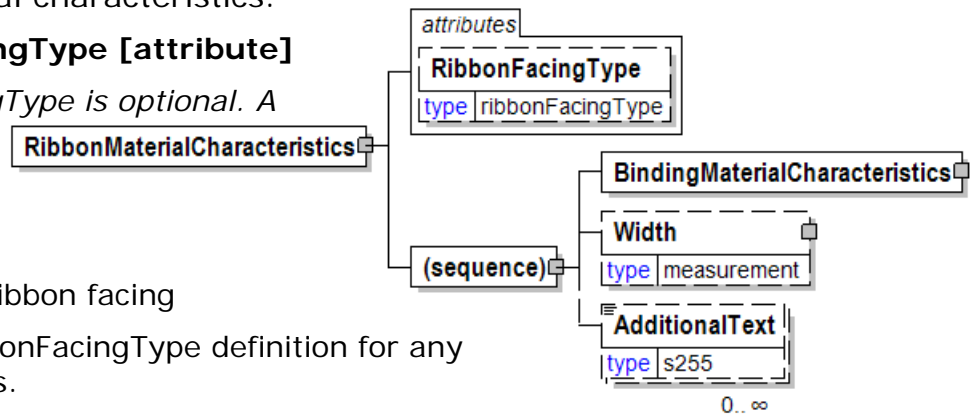 al characteristics.
ngType [attribute]
gType is optional. A
ibbon facing
onFacingType definition for any
s.
RibbonMaterialCharacteristics
attributes
RibbonFacingType
type ribbonFacingType
(sequence)
BindingMaterialCharacteristics
Width
type measurement
AdditionalText
type s255
0.. ∞